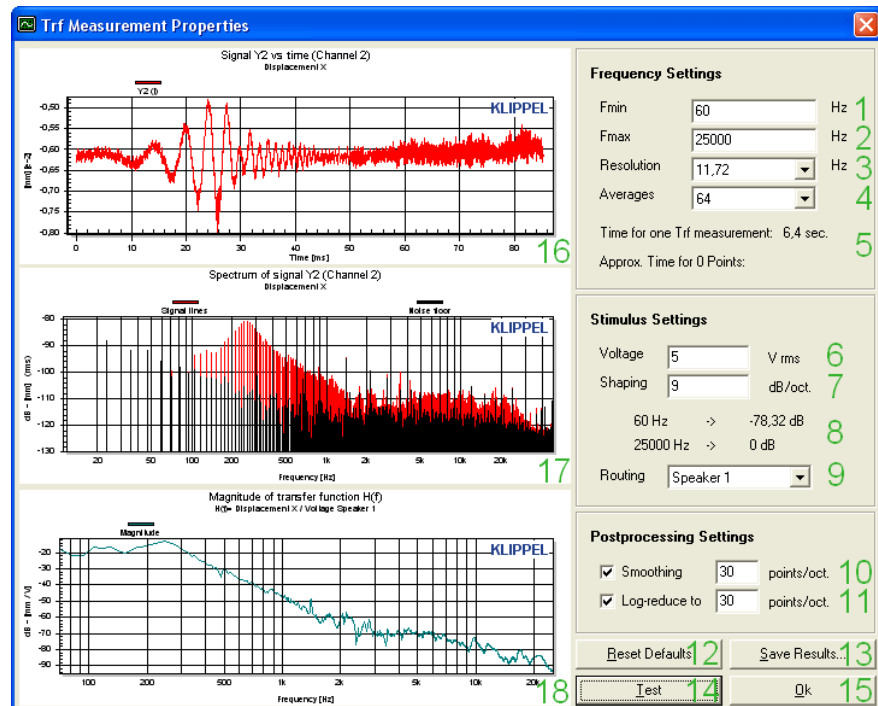 Trf Measurement Properties
Signal Y2 vs time (Channel 2)
Displacement X
Y2 (t)
KLIPPEL
-0,50
-0,55
-0,60
-0,65
-0,70
-0,75
-0,80
0 10 20 30 40 50 60 70 80
Time [ms]
16
Spectrum of signal Y2 (Channel 2)
Displacement X
Signal lines Noise floor
KLIPPEL
-80
-90
-100
-110
-120
-130
dB - [mm] (rms)
20 50 100 200 500 1k 2k 5k 10k 20k
Frequency [Hz]
17
Magnitude of transfer function H(f)
H(f)= Displacement X / Voltage Speaker 1
Magnitude
KLIPPEL
-20
-30
-40
-50
-60
-70
-80
-90
dB - [mm / V]
100 200 500 1k 2k 5k 10k 20k
Frequency [Hz]
18
Frequency Settings
Fmin 60 Hz 1
Fmax 25000 Hz 2
Resolution 11,72 Hz 3
Averages 64 4
Time for one Trf measurement: 6,4 sec.
5
Approx. Time for 0 Points:
Stimulus Settings
Voltage 5 V rms 6
Shaping 9 dB/oct. 7
60 Hz -> -78,32 dB
8
25000 Hz -> 0 dB
Routing Speaker 1 9
Postprocessing Settings
Smoothing 30 points/oct. 10
Log-reduce to 30 points/oct. 11
Reset Defaults 12 Save Results... 13
Test 14 Ok 15